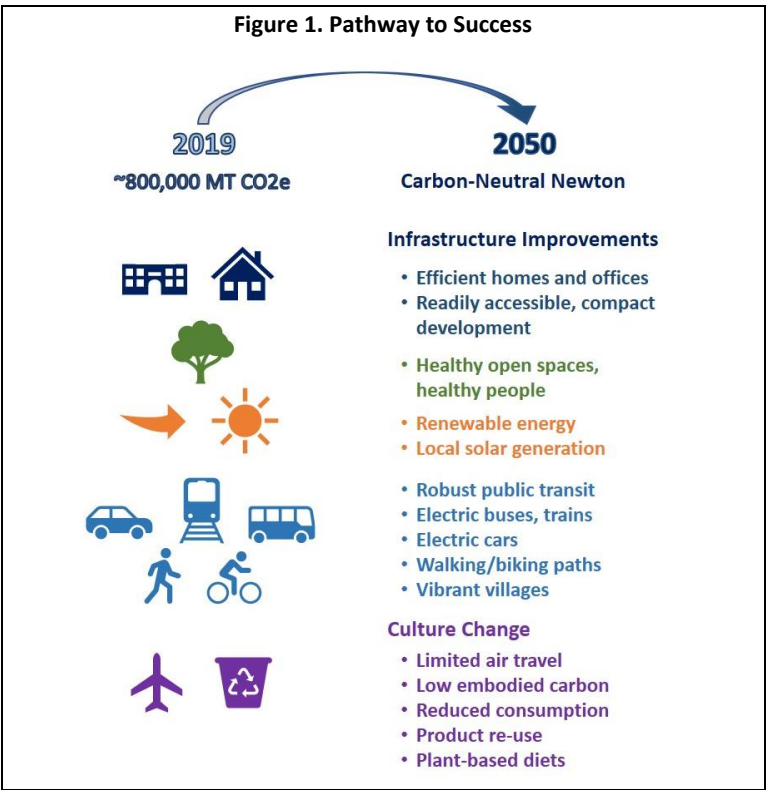 Figure 1. Pathway to Success
2019
~800,000 MT CO2e
2050
Carbon-Neutral Newton
Infrastructure Improvements
• Efficient homes and offices
• Readily accessible, compact
development
• Healthy open spaces,
healthy people
• Renewable energy
• Local solar generation
• Robust public transit
• Electric buses, trains
• Electric cars
• Walking/biking paths
• Vibrant villages
Culture Change
• Limited air travel
• Low embodied carbon
• Reduced consumption
• Product re-use
• Plant-based diets